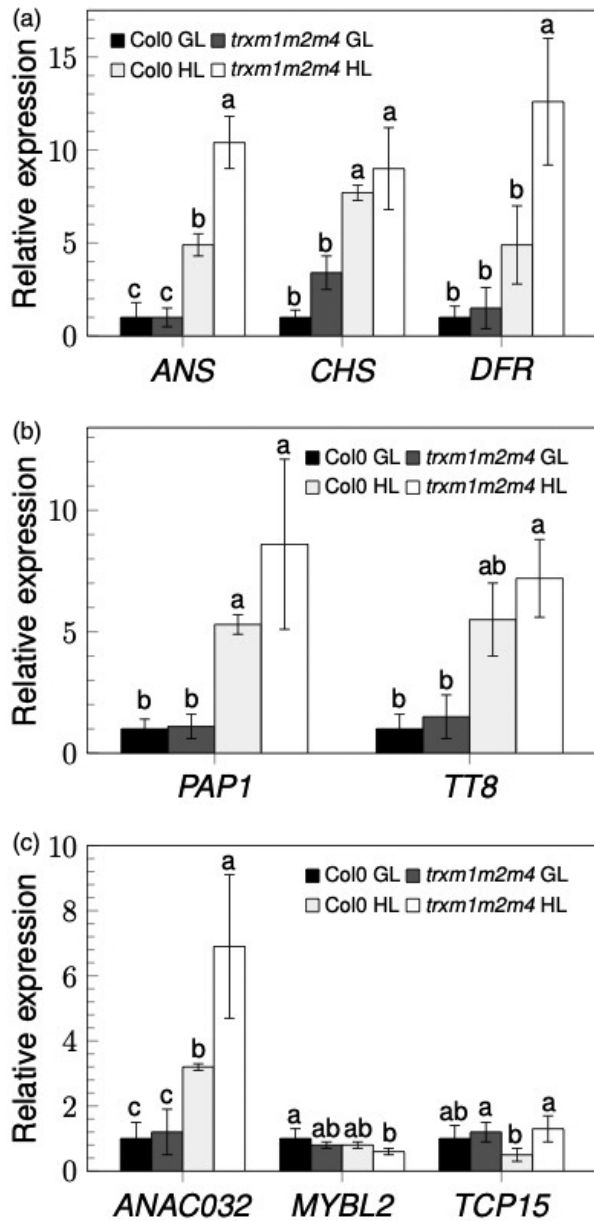 (a)
Col0 GL trxm1m2m4 GL
Col0 HL trxm1m2m4 HL
Relative expression
15
10
5
0
c c b a
b b a a
b b b a
ANS CHS DFR
(b)
Col0 GL trxm1m2m4 GL
Col0 HL trxm1m2m4 HL
Relative expression
10
5
0
b b a a
b b ab a
PAP1 TT8
(c)
Col0 GL trxm1m2m4 GL
Col0 HL trxm1m2m4 HL
Relative expression
10
8
6
4
2
0
c c b a
a ab ab b
ab a b a
ANAC032 MYBL2 TCP15